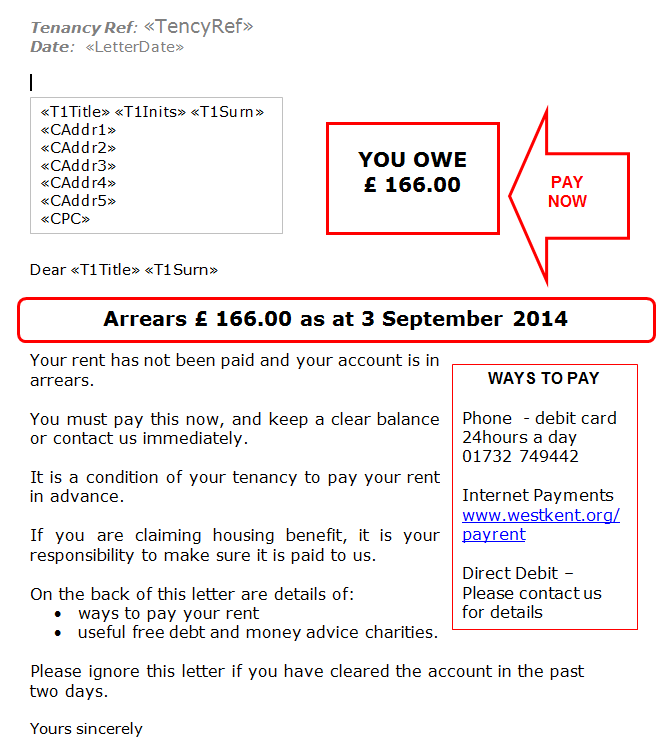 Tenancy Ref: «TencyRef»
Date: «LetterDate»
«T1Title» «T1Inits» «T1Surn»
«CAddr1»
«CAddr2»
«CAddr3»
«CAddr4»
«CAddr5»
«CPC»
YOU OWE
£ 166.00
PAY
NOW
Dear «T1Title» «T1Surn»
Arrears £ 166.00 as at 3 September 2014
Your rent has not been paid and your account is in
arrears.
You must pay this now, and keep a clear balance
or contact us immediately.
It is a condition of your tenancy to pay your rent
in advance.
If you are claiming housing benefit, it is your
responsibility to make sure it is paid to us.
On the back of this letter are details of:
• ways to pay your rent
• useful free debt and money advice charities.
WAYS TO PAY
Phone - debit card
24hours a day
01732 749442
Internet Payments
www.westkent.org/
payrent
Direct Debit –
Please contact us
for details
Please ignore this letter if you have cleared the account in the past
two days.
Yours sincerely